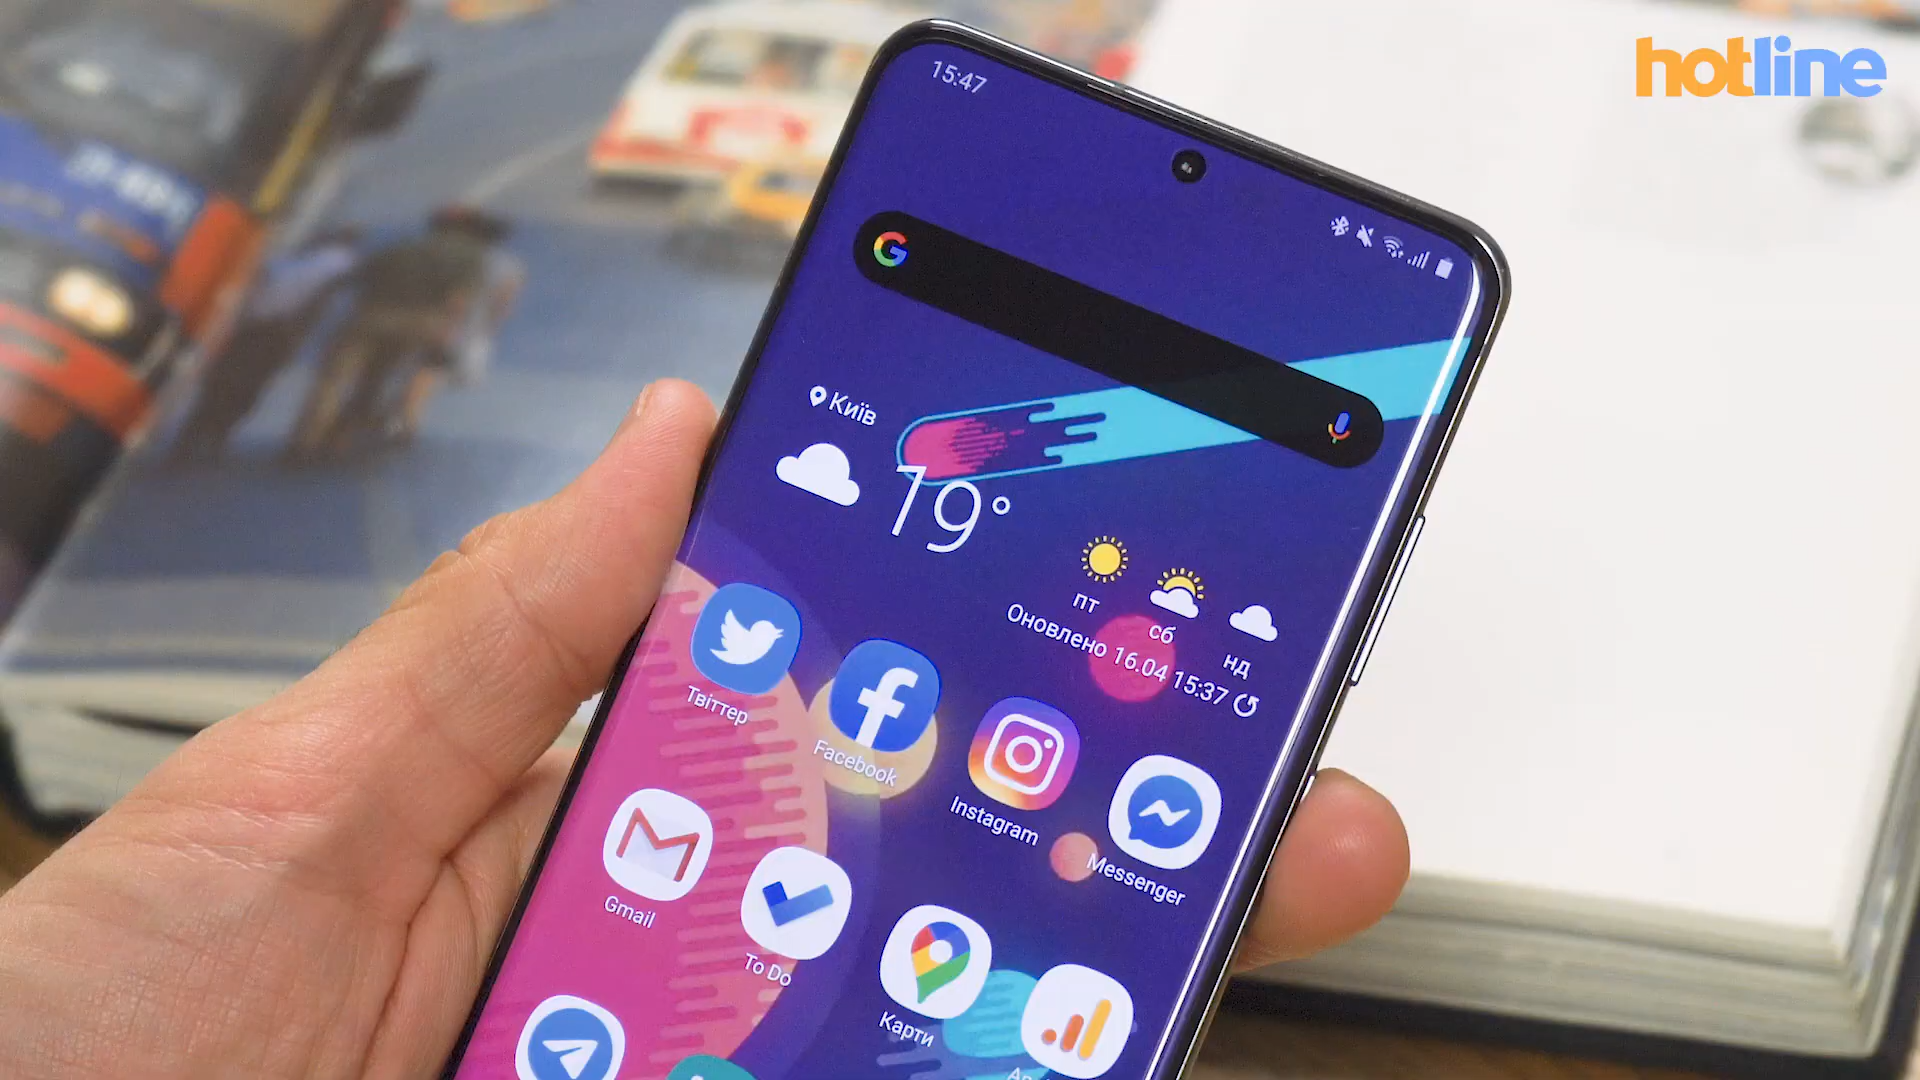 hotline
15:47
Київ
19°
пт
сб
нд
Оновлено 16.04 15:37
Твіттер
Facebook
Instagram
Messenger
Gmail
To Do
Карти